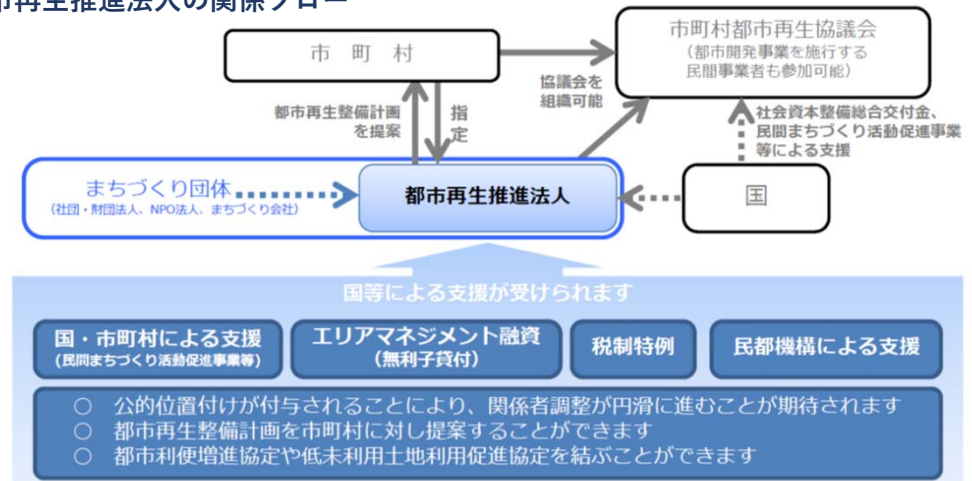 市再生推進法人の関係フロー
市 町 村
市町村都市再生協議会
（都市開発事業を施行する
民間事業者も参加可能）
協議会を
組織可能
都市再生整備計画
を提案
指
定
社会資本整備総合交付金、
民間まちづくり活動促進事業
等による支援
まちづくり団体
（社団・財団法人、NPO法人、まちづくり会社）
都市再生推進法人
国
国等による支援が受けられます
国・市町村による支援
(民間まちづくり活動促進事業等)
エリアマネジメント融資
（無利子貸付）
税制特例
民都機構による支援
○ 公的位置付けが付与されることにより、関係者調整が円滑に進むことが期待されます
○ 都市再生整備計画を市町村に対し提案することができます
○ 都市利便増進協定や低未利用土地利用促進協定を結ぶことができます